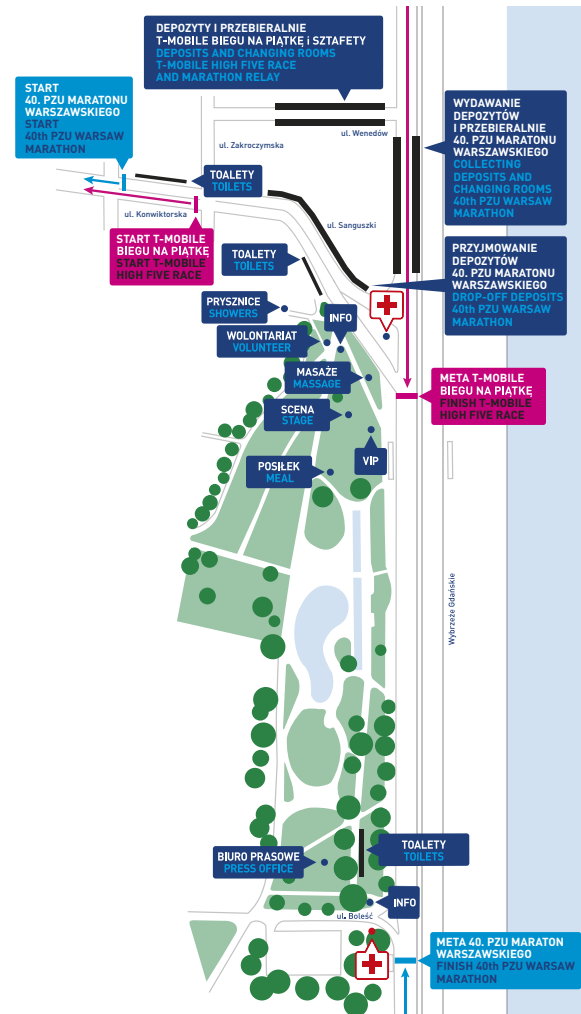 DEPOZYTY I PRZEBIERALNIE
T-MOBILE BIEGU NA PIĄTKĘ i SZTAFETY
DEPOSITS AND CHANGING ROOMS
T-MOBILE HIGH FIVE RACE
AND MARATHON RELAY
START
40. PZU MARATONU
WARSZAWSKIEGO
START
40th PZU WARSAW
MARATHON
WYDAWANIE
DEPOZYTÓW
I PRZEBIERALNIE
40. PZU MARATONU
WARSZAWSKIEGO
COLLECTING
DEPOSITS AND
CHANGING ROOMS
40th PZU WARSAW
MARATHON
ul. Wenedów
ul. Zakroczymska
TOALETY
TOILETS
ul. Konwiktorska
ul. Sanguszki
START T-MOBILE
BIEGU NA PIĄTKĘ
START T-MOBILE
HIGH FIVE RACE
TOALETY
TOILETS
PRZYJMOWANIE
DEPOZYTÓW
40. PZU MARATONU
WARSZAWSKIEGO
DROP-OFF DEPOSITS
40th PZU WARSAW
MARATHON
PRYSZNICE
SHOWERS
INFO
WOLONTARIAT
VOLUNTEER
MASAŻE
MASSAGE
META T-MOBILE
BIEGU NA PIĄTKĘ
FINISH T-MOBILE
HIGH FIVE RACE
SCENA
STAGE
VIP
POSIŁEK
MEAL
Wybrzeże Gdańskie
TOALETY
TOILETS
BIURO PRASOWE
PRESS OFFICE
INFO
ul. Boleść
META 40. PZU MARATON
WARSZAWSKIEGO
FINISH 40th PZU WARSAW
MARATHON